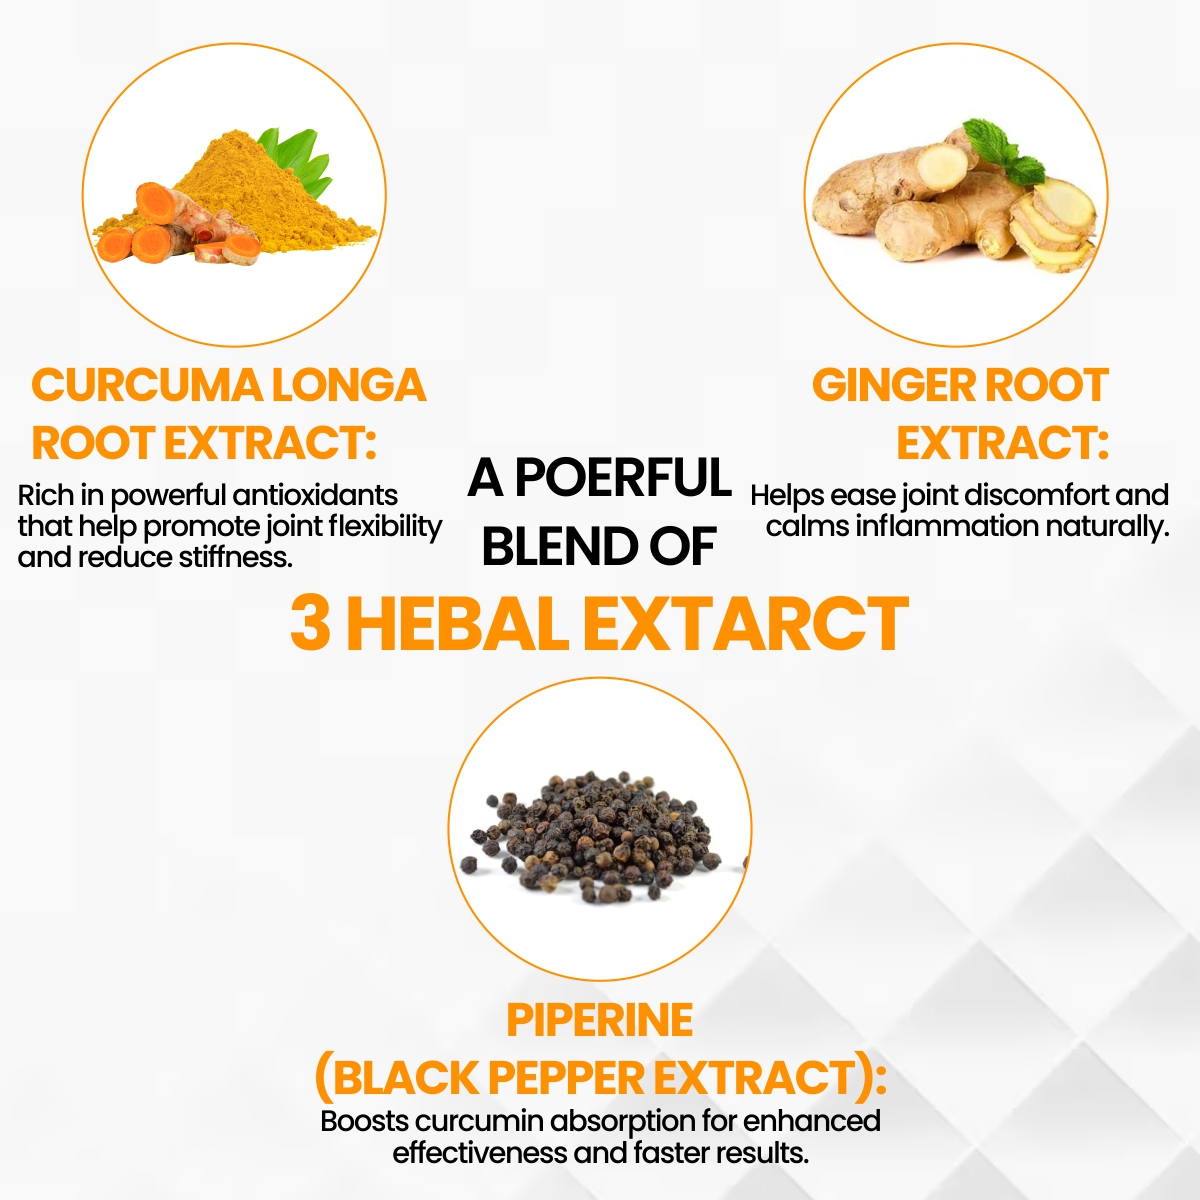 CURCUMA LONGA
ROOT EXTRACT:
Rich in powerful antioxidants
that help promote joint flexibility
and reduce stiffness.
GINGER ROOT
EXTRACT:
Helps ease joint discomfort and
calms inflammation naturally.
A POERFUL
BLEND OF
3 HEBAL EXTARCT
PIPERINE
(BLACK PEPPER EXTRACT):
Boosts curcumin absorption for enhanced
effectiveness and faster results.